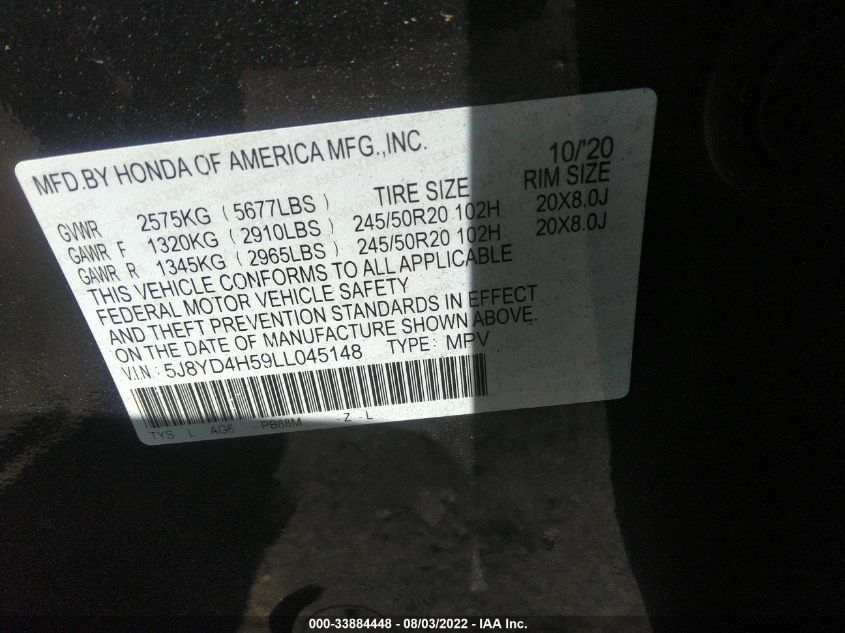 MFD.BY HONDA OF AMERICA MFG.,INC. 10/'20
TIRE SIZE RIM SIZE
GVWR 2575KG (5677LBS)
GAWR F 1320KG (2910LBS) 245/50R20 102H 20X8.0J
GAWR R 1345KG (2965LBS) 245/50R20 102H 20X8.0J
THIS VEHICLE CONFORMS TO ALL APPLICABLE
FEDERAL MOTOR VEHICLE SAFETY
AND THEFT PREVENTION STANDARDS IN EFFECT
ON THE DATE OF MANUFACTURE SHOWN ABOVE.
V.I.N: 5J8YD4H59LL045148 TYPE: MPV
TYS L AG6 -PB88M -Z-L
000-33884448 - 08/03/2022 - IAA Inc.